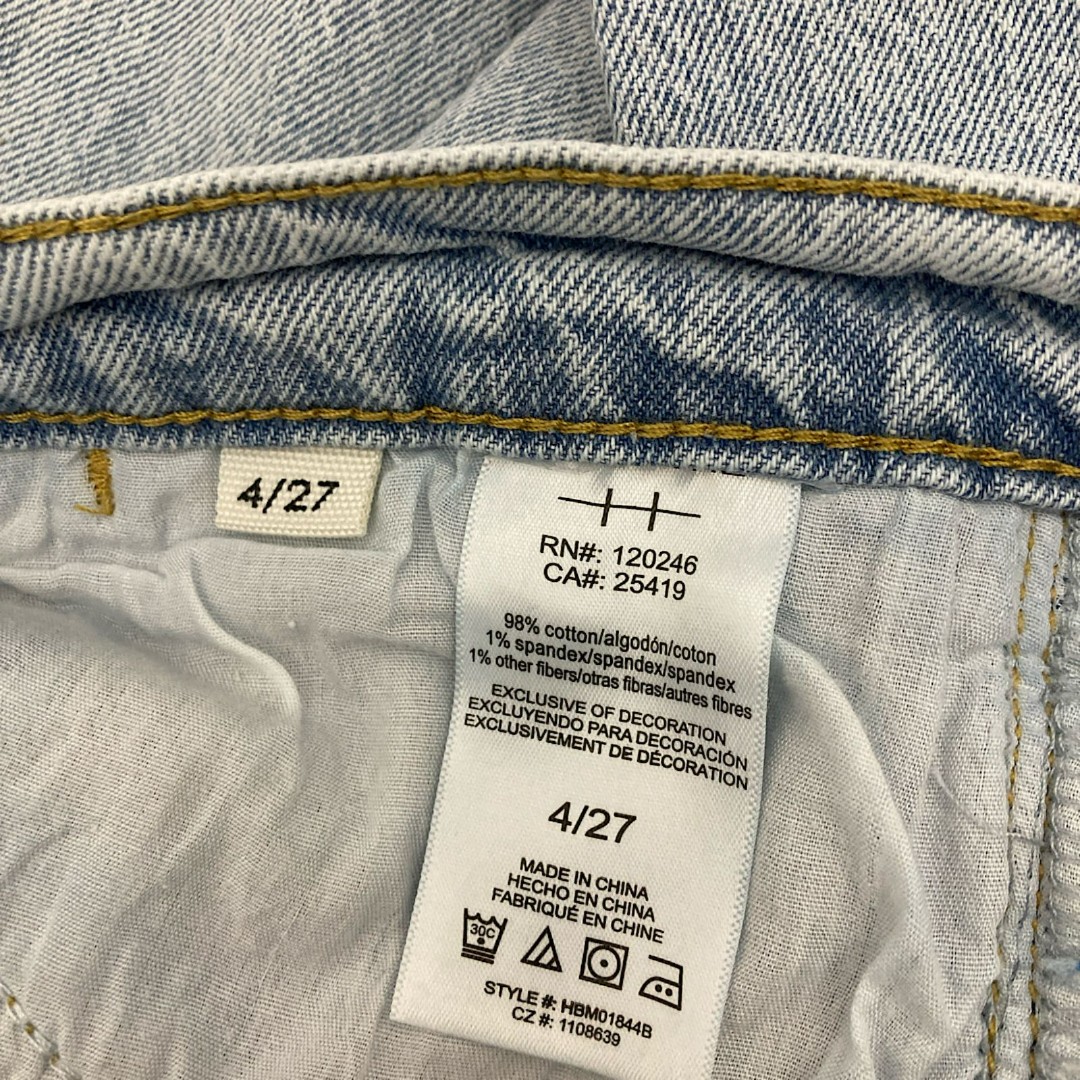 4/27
RN#: 120246
CA#: 25419
98% cotton/algodón/coton
1% spandex/spandex/spandex
1% other fibers/otras fibras/autres fibres
EXCLUSIVE OF DECORATION
EXCLUYENDO PARA DECORACIÓN
EXCLUSIVEMENT DE DÉCORATION
4/27
MADE IN CHINA
HECHO EN CHINA
FABRIQUÉ EN CHINE
30C
STYLE #: HBM01844B
CZ #: 1108639